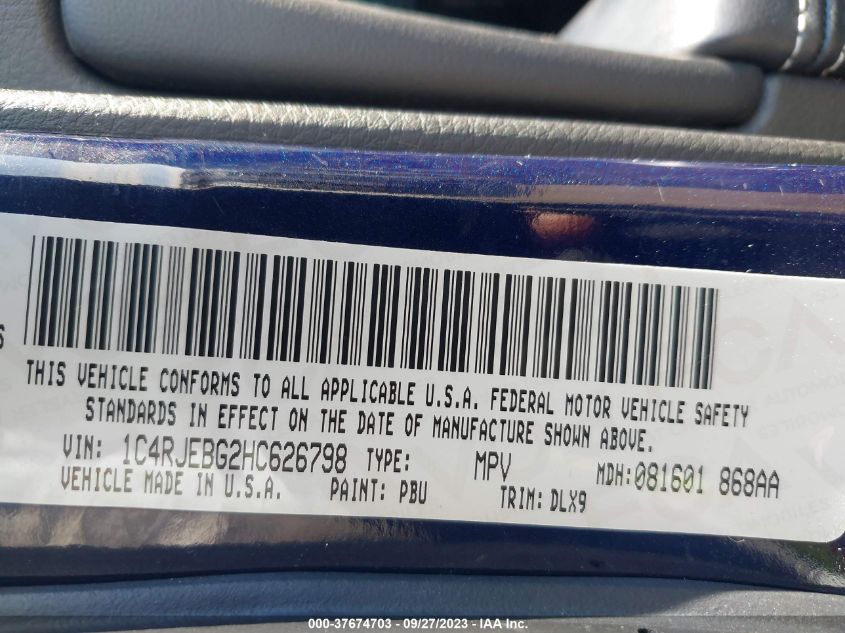 THIS VEHICLE CONFORMS TO ALL APPLICABLE U.S.A. FEDERAL MOTOR VEHICLE SAFETY
STANDARDS IN EFFECT ON THE DATE OF MANUFACTURE SHOWN ABOVE.
VIN: 1C4RJEBG2HC626798 TYPE: MPV MDH:081601 868AA
VEHICLE MADE IN U.S.A. PAINT: PBU TRIM: DLX9
000-37674703 - 09/27/2023 - IAA Inc.